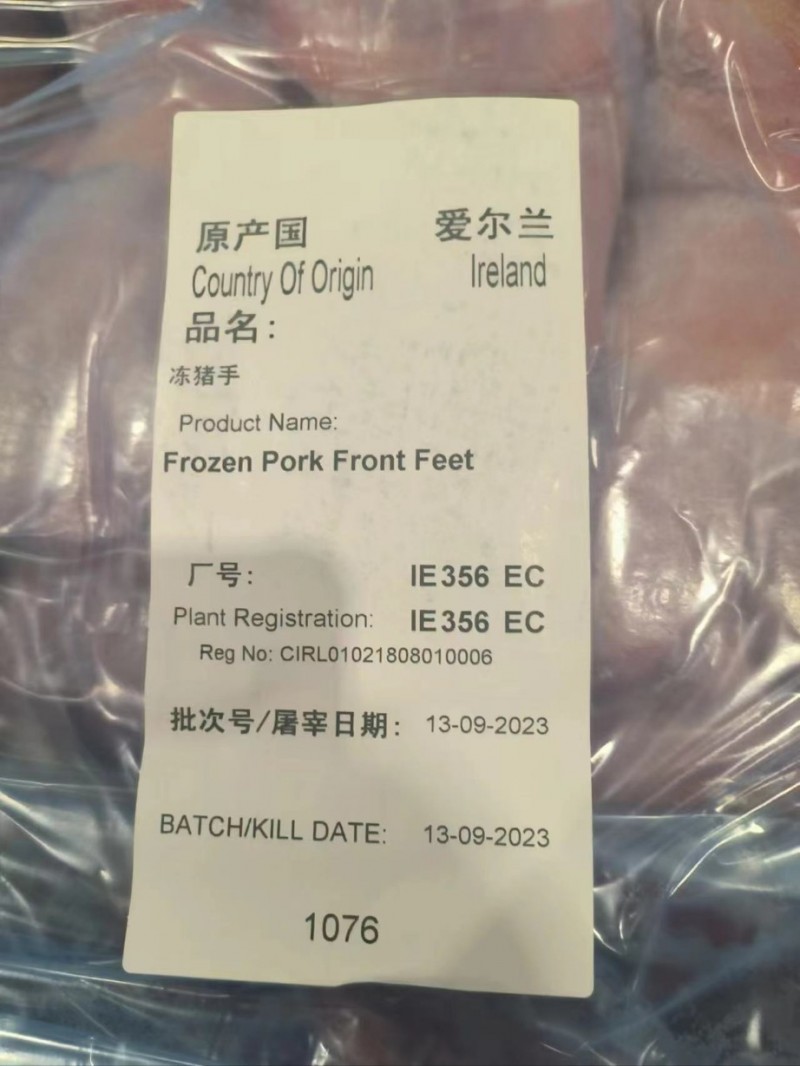 原产国 爱尔兰
Country Of Origin Ireland
品名:
冻猪手
Product Name:
Frozen Pork Front Feet
厂号: IE356 EC
Plant Registration: IE356 EC
Reg No: CIRL01021808010006
批次号/屠宰日期: 13-09-2023
BATCH/KILL DATE: 13-09-2023
1076